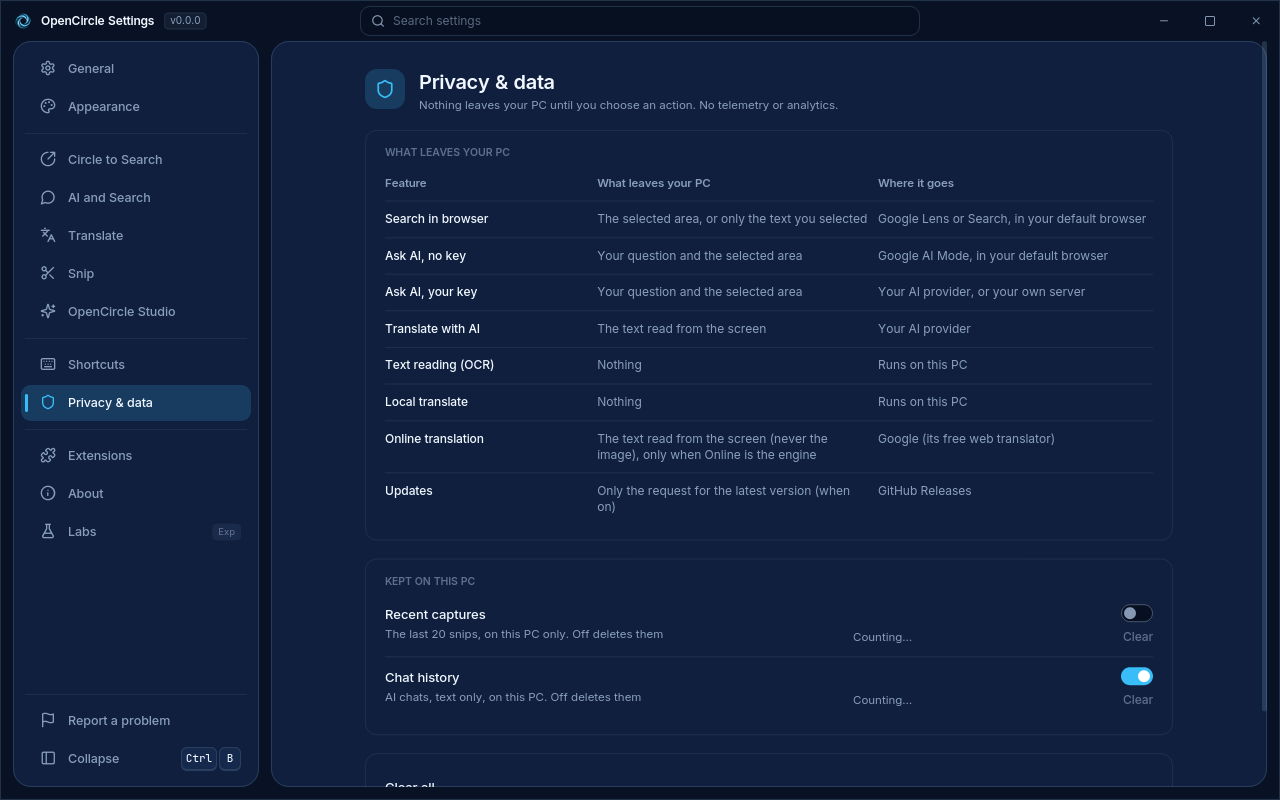 OpenCircle Settings v0.0.0 Search settings
General
Appearance
Circle to Search
AI and Search
Translate
Snip
OpenCircle Studio
Shortcuts
Privacy & data
Extensions
About
Labs Exp
Report a problem
Collapse Ctrl B
Privacy & data
Nothing leaves your PC until you choose an action. No telemetry or analytics.
WHAT LEAVES YOUR PC
Feature What leaves your PC Where it goes
Search in browser The selected area, or only the text you selected Google Lens or Search, in your default browser
Ask AI, no key Your question and the selected area Google AI Mode, in your default browser
Ask AI, your key Your question and the selected area Your AI provider, or your own server
Translate with AI The text read from the screen Your AI provider
Text reading (OCR) Nothing Runs on this PC
Local translate Nothing Runs on this PC
Online translation The text read from the screen (never the Google (its free web translator)
image), only when Online is the engine
Updates Only the request for the latest version (when GitHub Releases
on)
KEPT ON THIS PC
Recent captures
The last 20 snips, on this PC only. Off deletes them Counting... Clear
Chat history
AI chats, text only, on this PC. Off deletes them Counting... Clear
Clear all